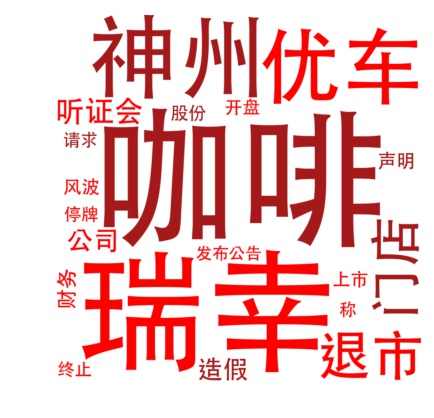 神州优车
听证会
股份
开盘
请求
咖啡
声明
风波
停牌
公司
发布公告
门店
财务
瑞幸
上市
称
退市
终止
造假